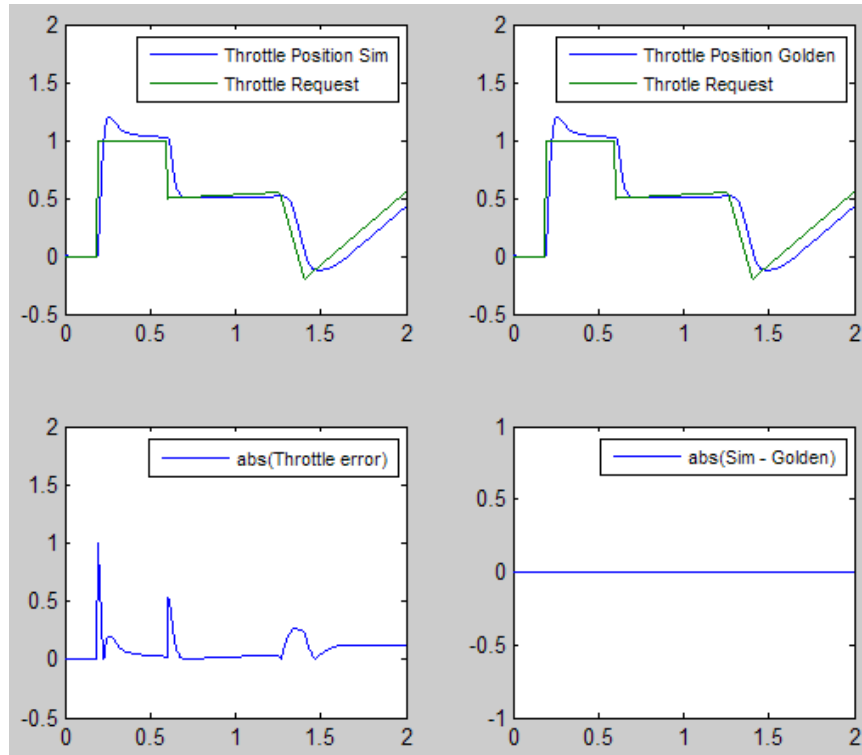 2
1.5
1
0.5
0
-0.5
0 0.5 1 1.5 2
Throttle Position Sim
Throttle Request
2
1.5
1
0.5
0
-0.5
0 0.5 1 1.5 2
Throttle Position Golden
Throtle Request
2
1.5
1
0.5
0
-0.5
0 0.5 1 1.5 2
abs(Throttle error)
1
0.5
0
-0.5
-1
0 0.5 1 1.5 2
abs(Sim - Golden)